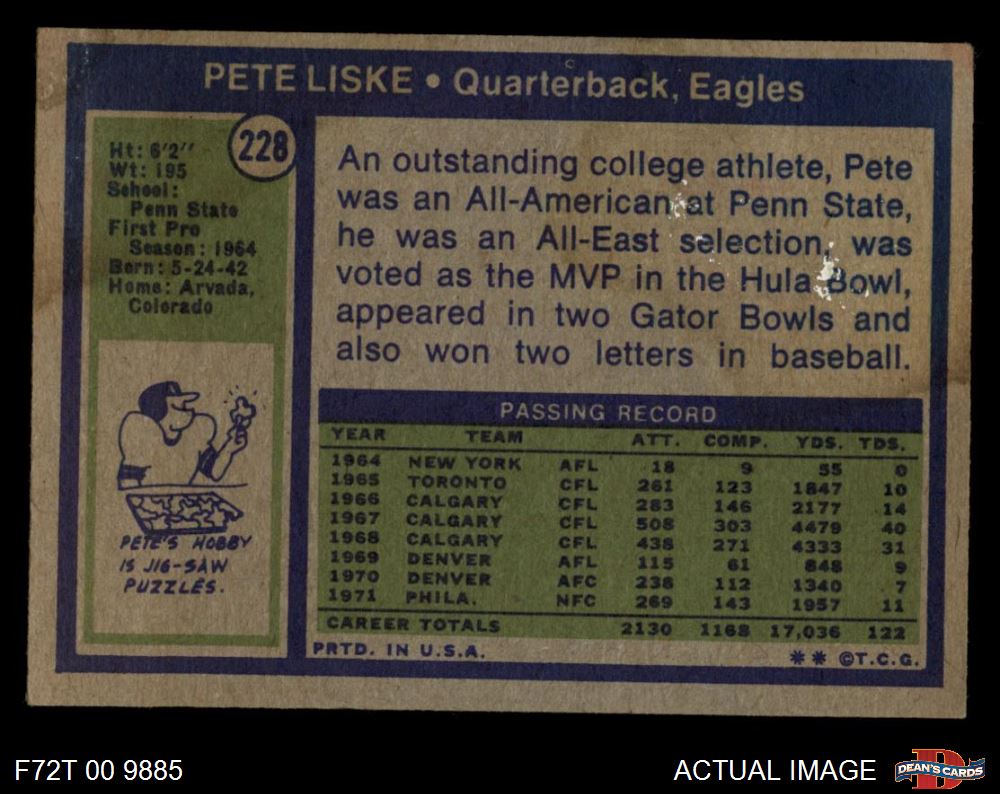 PETE LISKE • Quarterback, Eagles
228
Ht: 6'2"
Wt: 195
School:
Penn State
First Pro
Season: 1964
Born: 5-24-42
Home: Arvada,
Colorado
PETE'S HOBBY
IS JIG-SAW
PUZZLES.
An outstanding college athlete, Pete
was an All-American at Penn State,
he was an All-East selection, was
voted as the MVP in the Hula Bowl,
appeared in two Gator Bowls and
also won two letters in baseball.
PASSING RECORD
YEAR TEAM ATT. COMP. YDS. TDS.
1964 NEW YORK AFL 18 9 55 0
1965 TORONTO CFL 261 123 1847 10
1966 CALGARY CFL 283 146 2177 14
1967 CALGARY CFL 508 303 4479 40
1968 CALGARY CFL 438 271 4333 31
1969 DENVER AFL 115 61 848 9
1970 DENVER AFC 238 112 1340 7
1971 PHILA. NFC 269 143 1957 11
CAREER TOTALS 2130 1168 17,036 122
PRTD. IN U.S.A. ** ©T.C.G.
F72T 00 9885 ACTUAL IMAGE DEAN'S CARDS